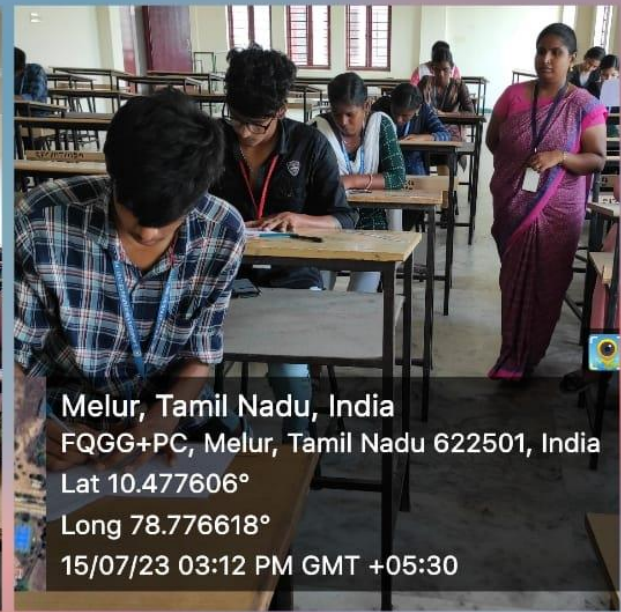 Melur, Tamil Nadu, India
FQGG+PC, Melur, Tamil Nadu 622501, India
Lat 10.477606°
Long 78.776618°
15/07/23 03:12 PM GMT +05:30